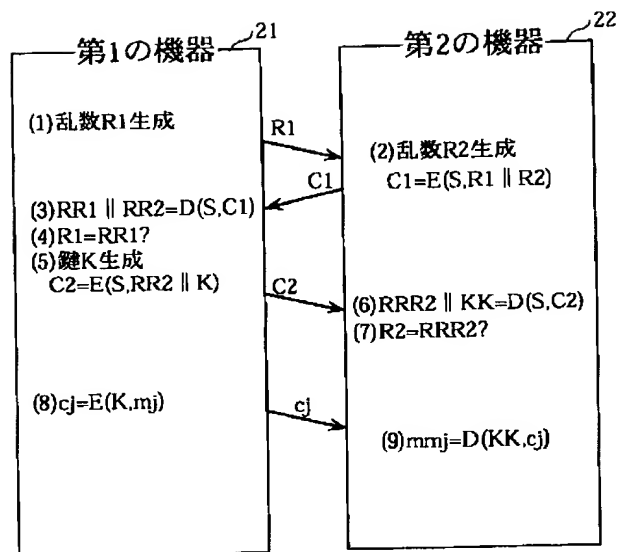 第1の機器
21
第2の機器
22
(1)乱数R1生成
R1
(2)乱数R2生成
C1=E(S,R1 ∥ R2)
C1
(3)RR1 ∥ RR2=D(S,C1)
(4)R1=RR1?
(5)鍵K生成
C2=E(S,RR2 ∥ K)
C2
(6)RRR2 ∥ KK=D(S,C2)
(7)R2=RRR2?
(8)cj=E(K,mj)
cj
(9)mmj=D(KK,cj)